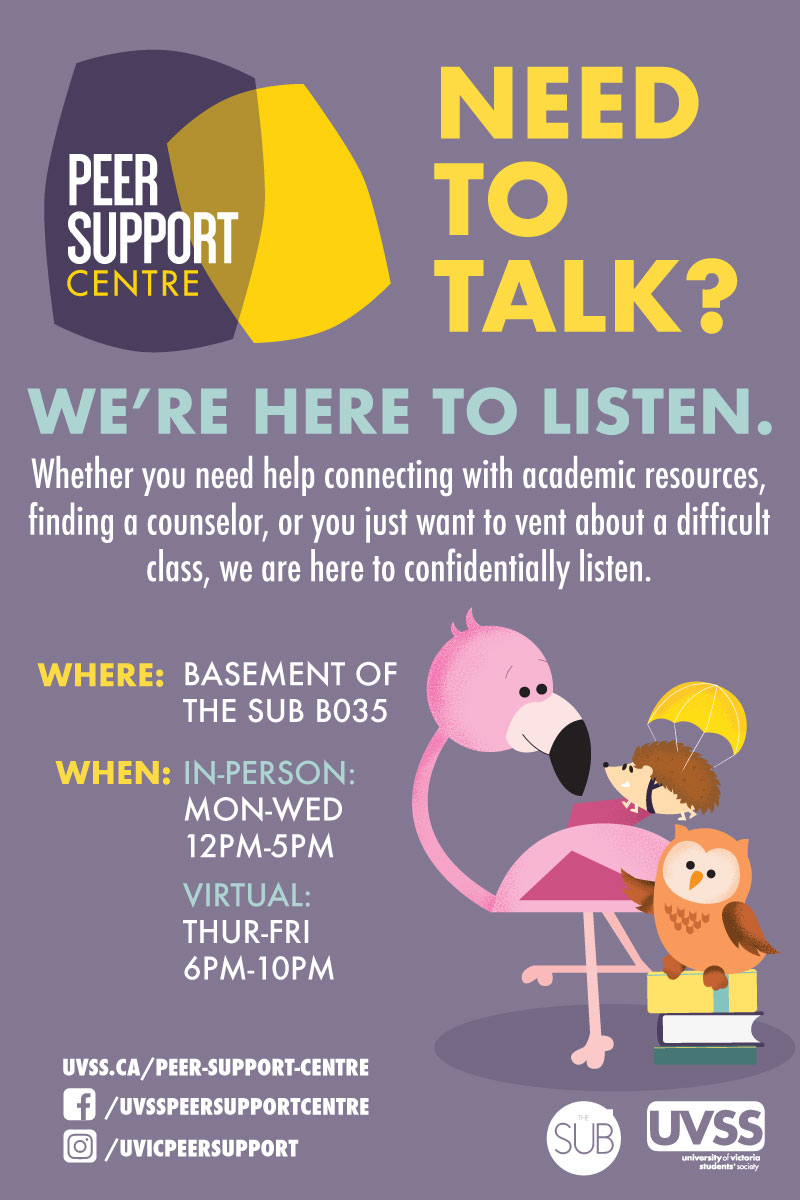 PEER
SUPPORT
CENTRE
NEED
TO
TALK?
WE'RE HERE TO LISTEN.
Whether you need help connecting with academic resources,
finding a counselor, or you just want to vent about a difficult
class, we are here to confidentially listen.
WHERE: BASEMENT OF
THE SUB B035
WHEN: IN-PERSON:
MON-WED
12PM-5PM
VIRTUAL:
THUR-FRI
6PM-10PM
UVSS.CA/PEER-SUPPORT-CENTRE
/UVSSPEERSUPPORTCENTRE
/UVICPEERSUPPORT
THE
SUB
UVSS
university of victoria
students' society